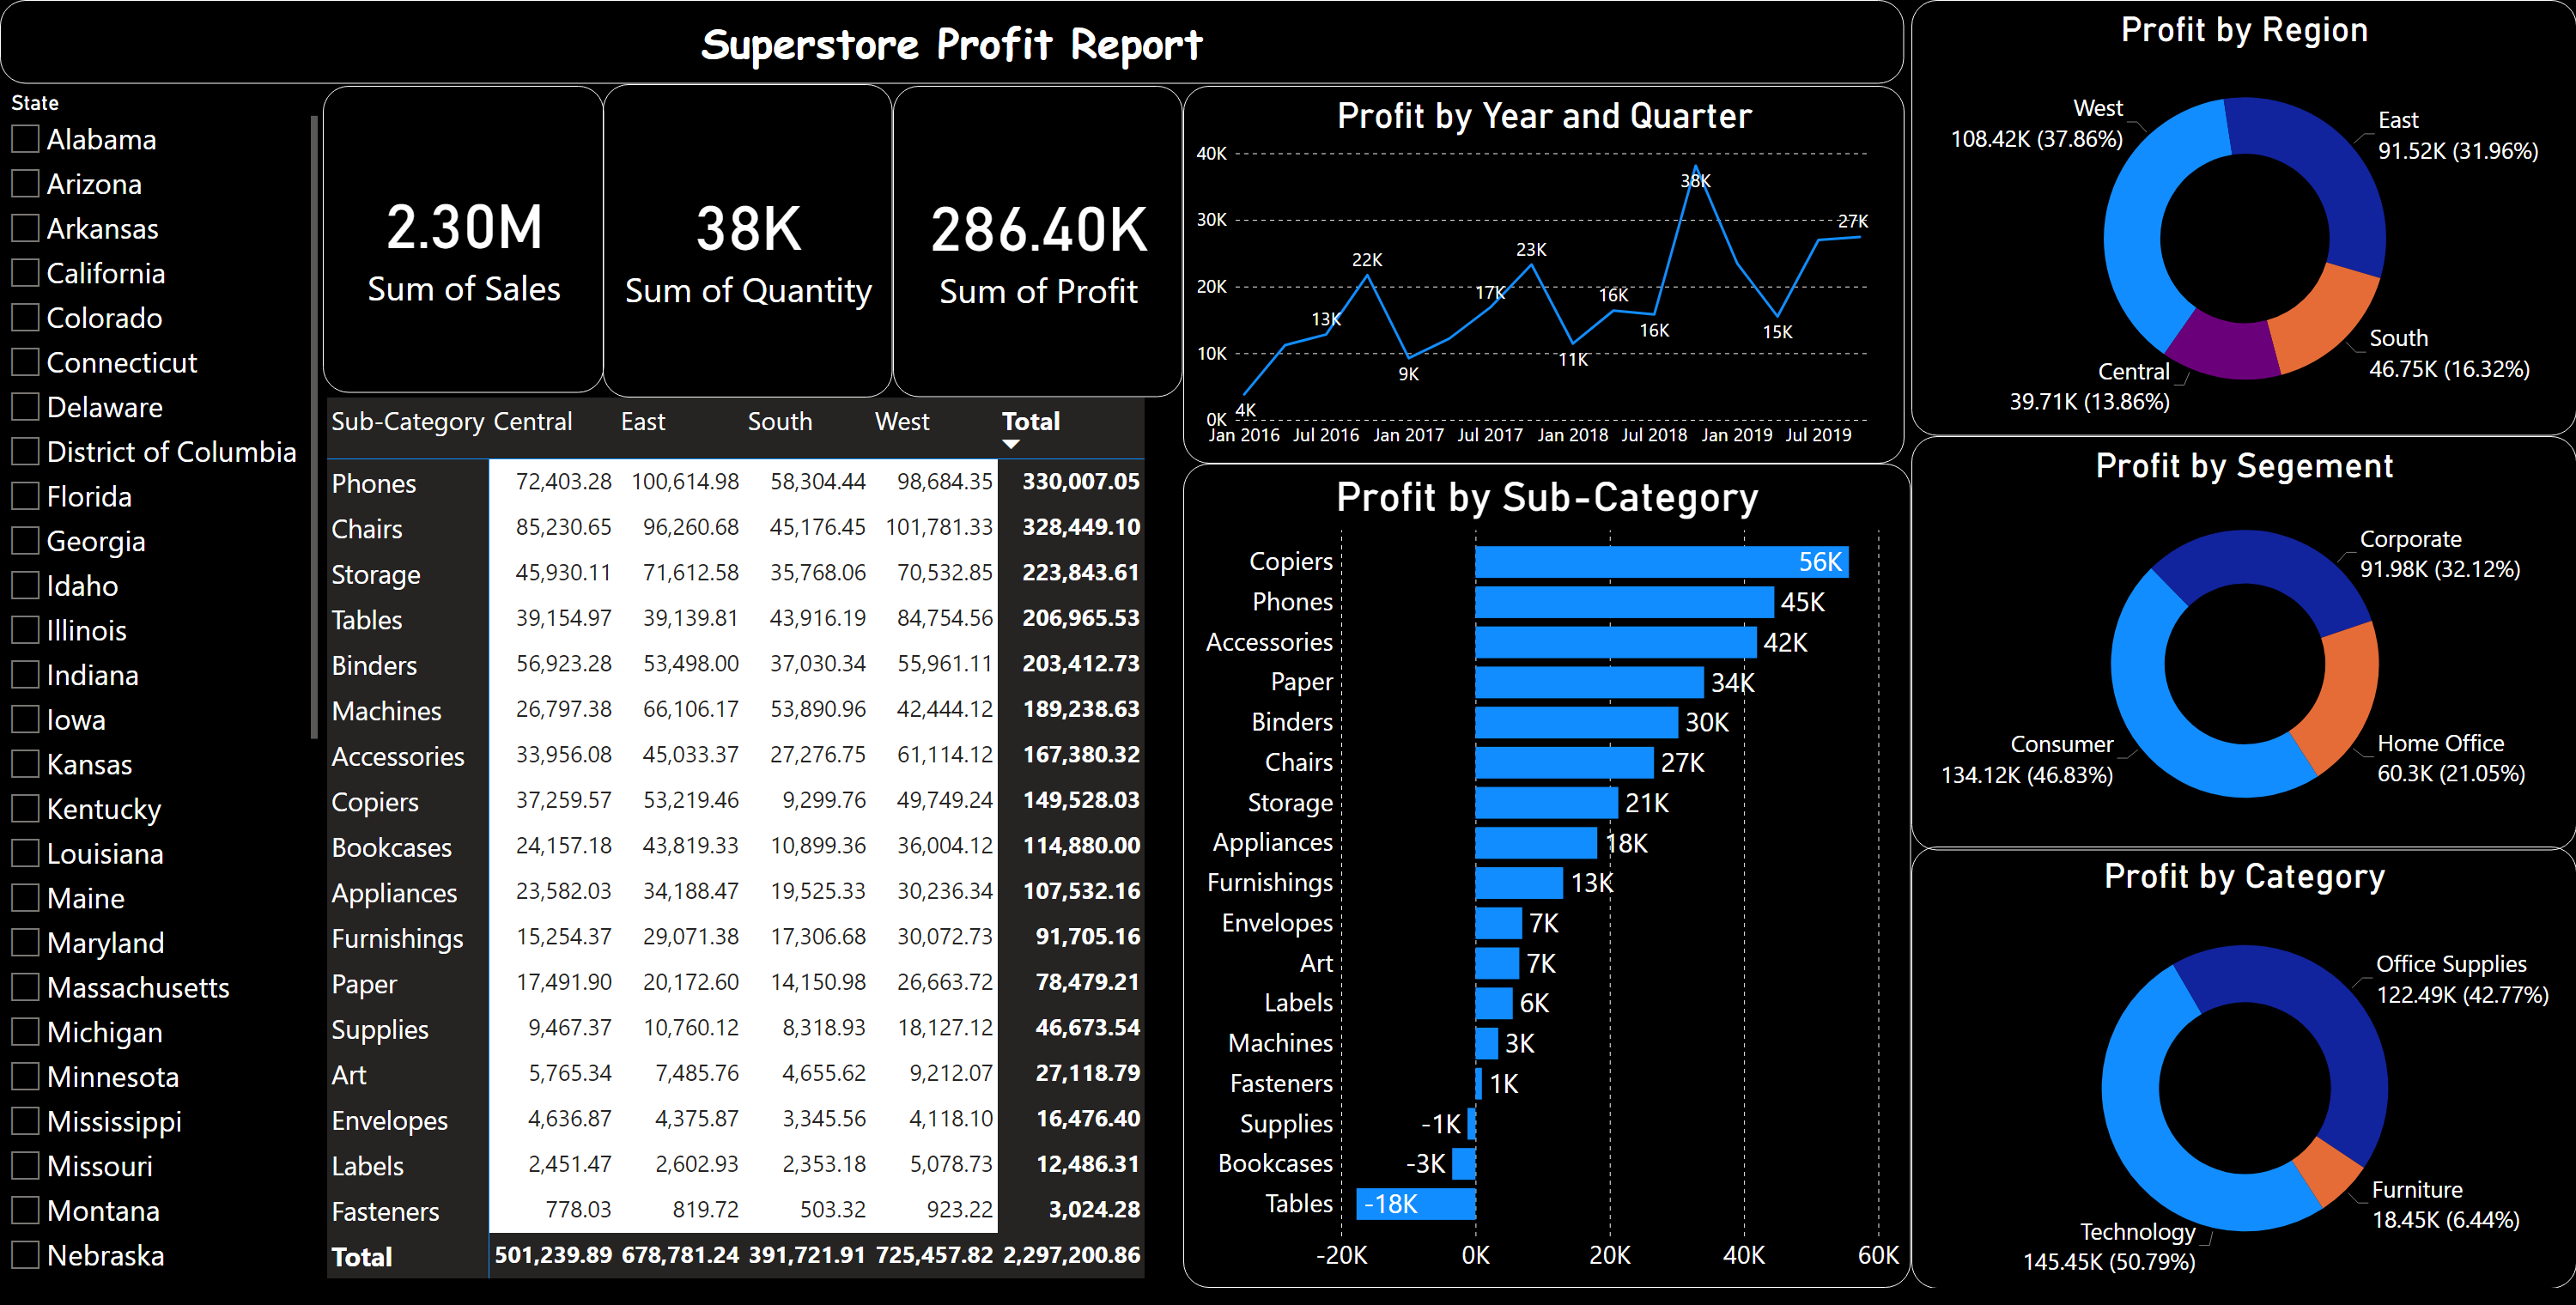 Superstore Profit Report
State
Alabama
Arizona
Arkansas
California
Colorado
Connecticut
Delaware
District of Columbia
Florida
Georgia
Idaho
Illinois
Indiana
Iowa
Kansas
Kentucky
Louisiana
Maine
Maryland
Massachusetts
Michigan
Minnesota
Mississippi
Missouri
Montana
Nebraska
2.30M
Sum of Sales
38K
Sum of Quantity
286.40K
Sum of Profit
Sub-Category Central East South West Total
Phones 72,403.28 100,614.98 58,304.44 98,684.35 330,007.05
Chairs 85,230.65 96,260.68 45,176.45 101,781.33 328,449.10
Storage 45,930.11 71,612.58 35,768.06 70,532.85 223,843.61
Tables 39,154.97 39,139.81 43,916.19 84,754.56 206,965.53
Binders 56,923.28 53,498.00 37,030.34 55,961.11 203,412.73
Machines 26,797.38 66,106.17 53,890.96 42,444.12 189,238.63
Accessories 33,956.08 45,033.37 27,276.75 61,114.12 167,380.32
Copiers 37,259.57 53,219.46 9,299.76 49,749.24 149,528.03
Bookcases 24,157.18 43,819.33 10,899.36 36,004.12 114,880.00
Appliances 23,582.03 34,188.47 19,525.33 30,236.34 107,532.16
Furnishings 15,254.37 29,071.38 17,306.68 30,072.73 91,705.16
Paper 17,491.90 20,172.60 14,150.98 26,663.72 78,479.21
Supplies 9,467.37 10,760.12 8,318.93 18,127.12 46,673.54
Art 5,765.34 7,485.76 4,655.62 9,212.07 27,118.79
Envelopes 4,636.87 4,375.87 3,345.56 4,118.10 16,476.40
Labels 2,451.47 2,602.93 2,353.18 5,078.73 12,486.31
Fasteners 778.03 819.72 503.32 923.22 3,024.28
Total 501,239.89 678,781.24 391,721.91 725,457.82 2,297,200.86
Profit by Year and Quarter
40K
30K
20K
10K
0K
4K
13K
22K
9K
17K
23K
11K
16K
16K
38K
15K
27K
Jan 2016 Jul 2016 Jan 2017 Jul 2017 Jan 2018 Jul 2018 Jan 2019 Jul 2019
Profit by Sub-Category
Copiers 56K
Phones 45K
Accessories 42K
Paper 34K
Binders 30K
Chairs 27K
Storage 21K
Appliances 18K
Furnishings 13K
Envelopes 7K
Art 7K
Labels 6K
Machines 3K
Fasteners 1K
Supplies -1K
Bookcases -3K
Tables -18K
-20K 0K 20K 40K 60K
Profit by Region
West
108.42K (37.86%)
East
91.52K (31.96%)
South
46.75K (16.32%)
Central
39.71K (13.86%)
Profit by Segement
Corporate
91.98K (32.12%)
Consumer
134.12K (46.83%)
Home Office
60.3K (21.05%)
Profit by Category
Office Supplies
122.49K (42.77%)
Furniture
18.45K (6.44%)
Technology
145.45K (50.79%)